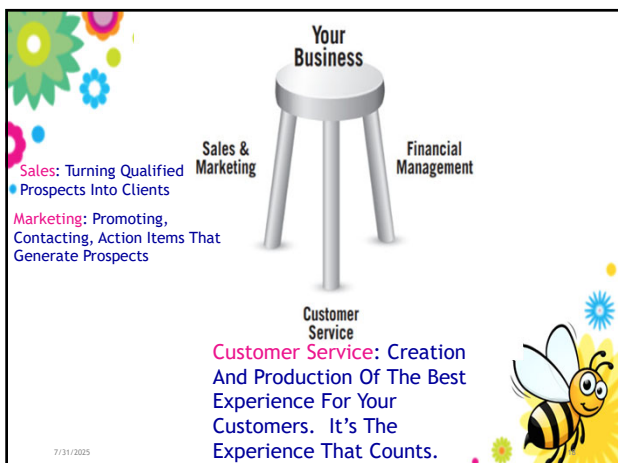 Your
Business
Sales &
Marketing
Financial
Management
Sales: Turning Qualified
Prospects Into Clients
Marketing: Promoting,
Contacting, Action Items That
Generate Prospects
Customer
Service
Customer Service: Creation
And Production Of The Best
Experience For Your
Customers. It's The
Experience That Counts.
7/31/2025